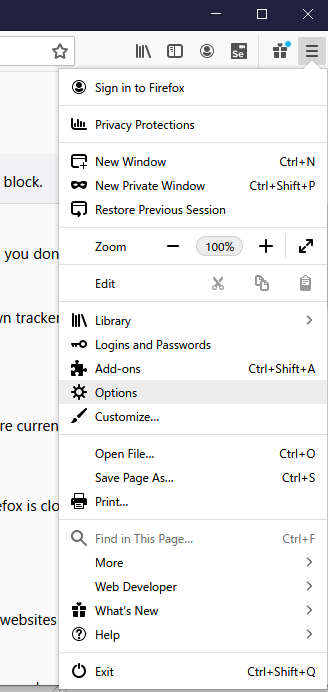 Se
Sign in to Firefox
Privacy Protections
block.
New Window Ctrl+N
New Private Window Ctrl+Shift+P
Restore Previous Session
Zoom 100%
you don
Edit
wn tracker
Library
Logins and Passwords
Add-ons Ctrl+Shift+A
Options
Customize...
re curren
Open File... Ctrl+O
Save Page As... Ctrl+S
Print...
efox is clo
Find in This Page... Ctrl+F
More
Web Developer
What's New
websites
Help
Exit Ctrl+Shift+Q